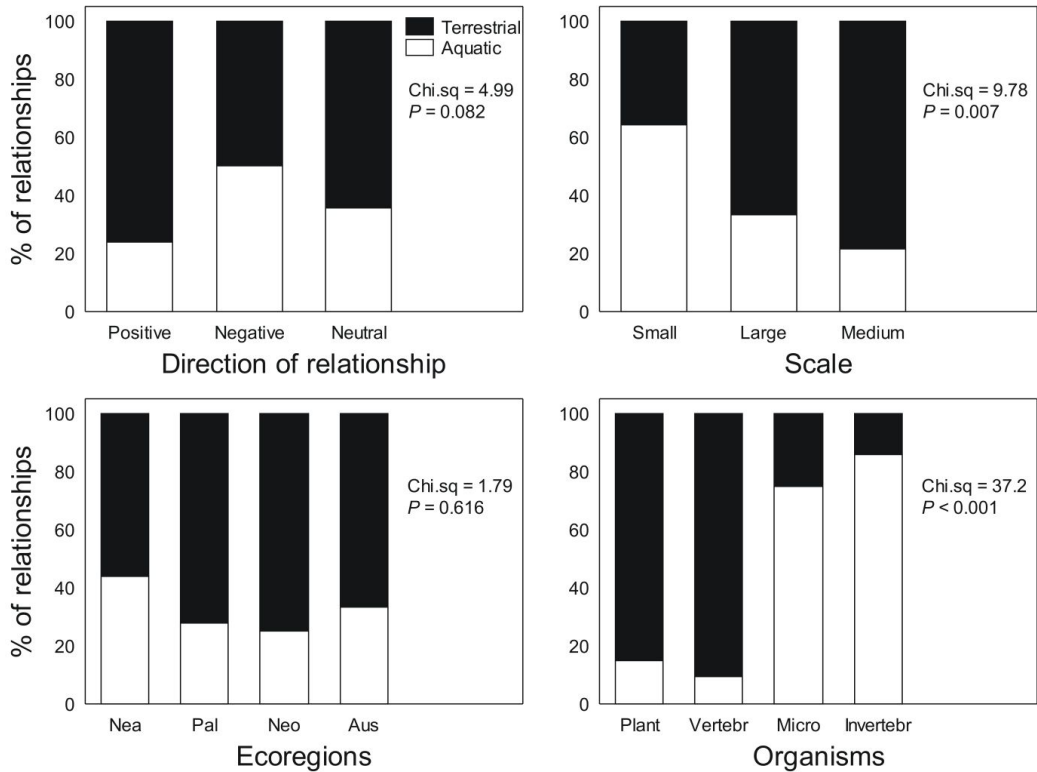 % of relationships
100
80
60
40
20
0
Terrestrial
Aquatic
Chi.sq = 4.99
P = 0.082
Positive Negative Neutral
Direction of relationship
100
80
60
40
20
0
Chi.sq = 9.78
P = 0.007
Small Large Medium
Scale
% of relationships
100
80
60
40
20
0
Chi.sq = 1.79
P = 0.616
Nea Pal Neo Aus
Ecoregions
100
80
60
40
20
0
Chi.sq = 37.2
P < 0.001
Plant Vertebr Micro Invertebr
Organisms